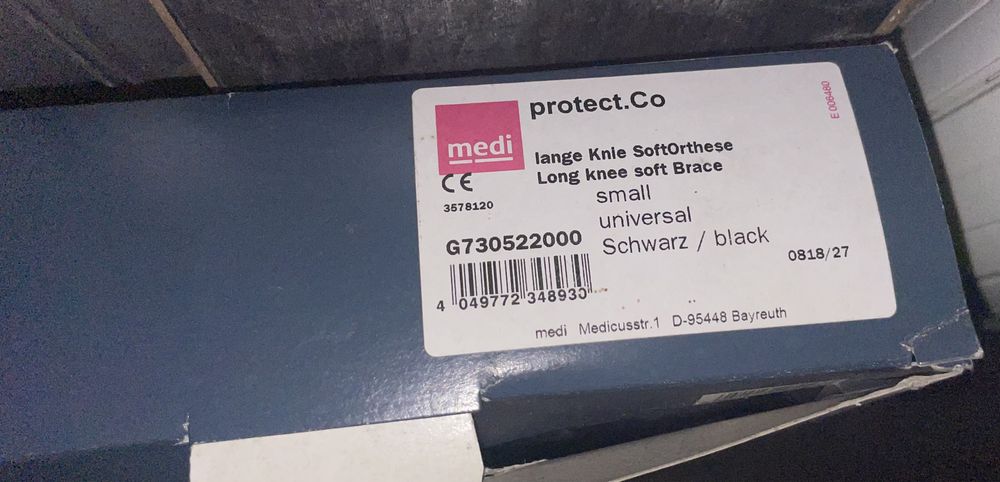 medi
protect.Co
E 006480
lange Knie SoftOrthese
Long knee soft Brace
CE
3578120
small
universal
G730522000
Schwarz / black
0818/27
4 049772 348930
medi Medicusstr.1 D-95448 Bayreuth